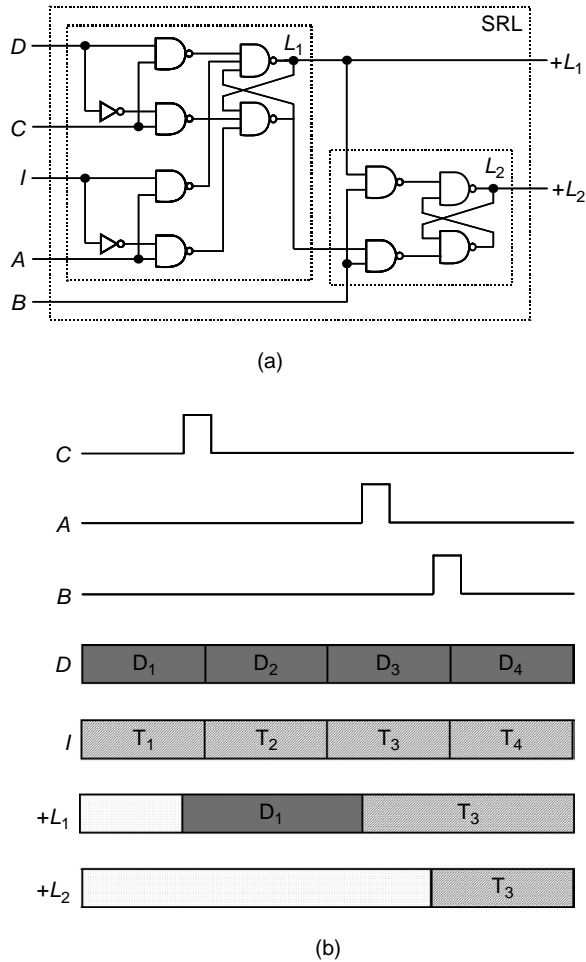 SRL
D
L1
+L1
C
I
L2
+L2
A
B
(a)
C
A
B
D D1 D2 D3 D4
I T1 T2 T3 T4
+L1 D1 T3
+L2 T3
(b)